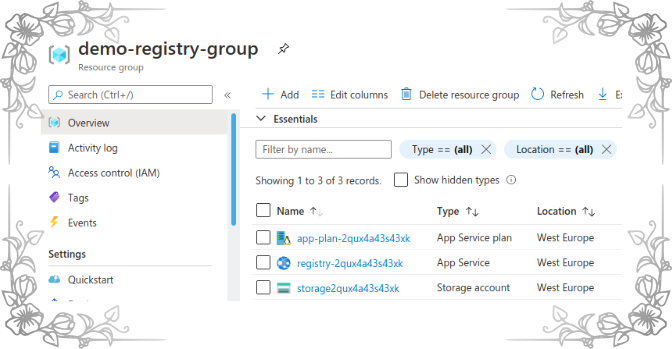 demo-registry-group
Resource group
Search (Ctrl+/)
«
Add Edit columns Delete resource group Refresh
Overview
Activity log
Access control (IAM)
Tags
Events
Settings
Quickstart
Essentials
Filter by name...
Type == (all)
Location == (all)
Showing 1 to 3 of 3 records.
Show hidden types
Name Type Location
app-plan-2qux4a43s43xk App Service plan West Europe
registry-2qux4a43s43xk App Service West Europe
storage2qux4a43s43xk Storage account West Europe